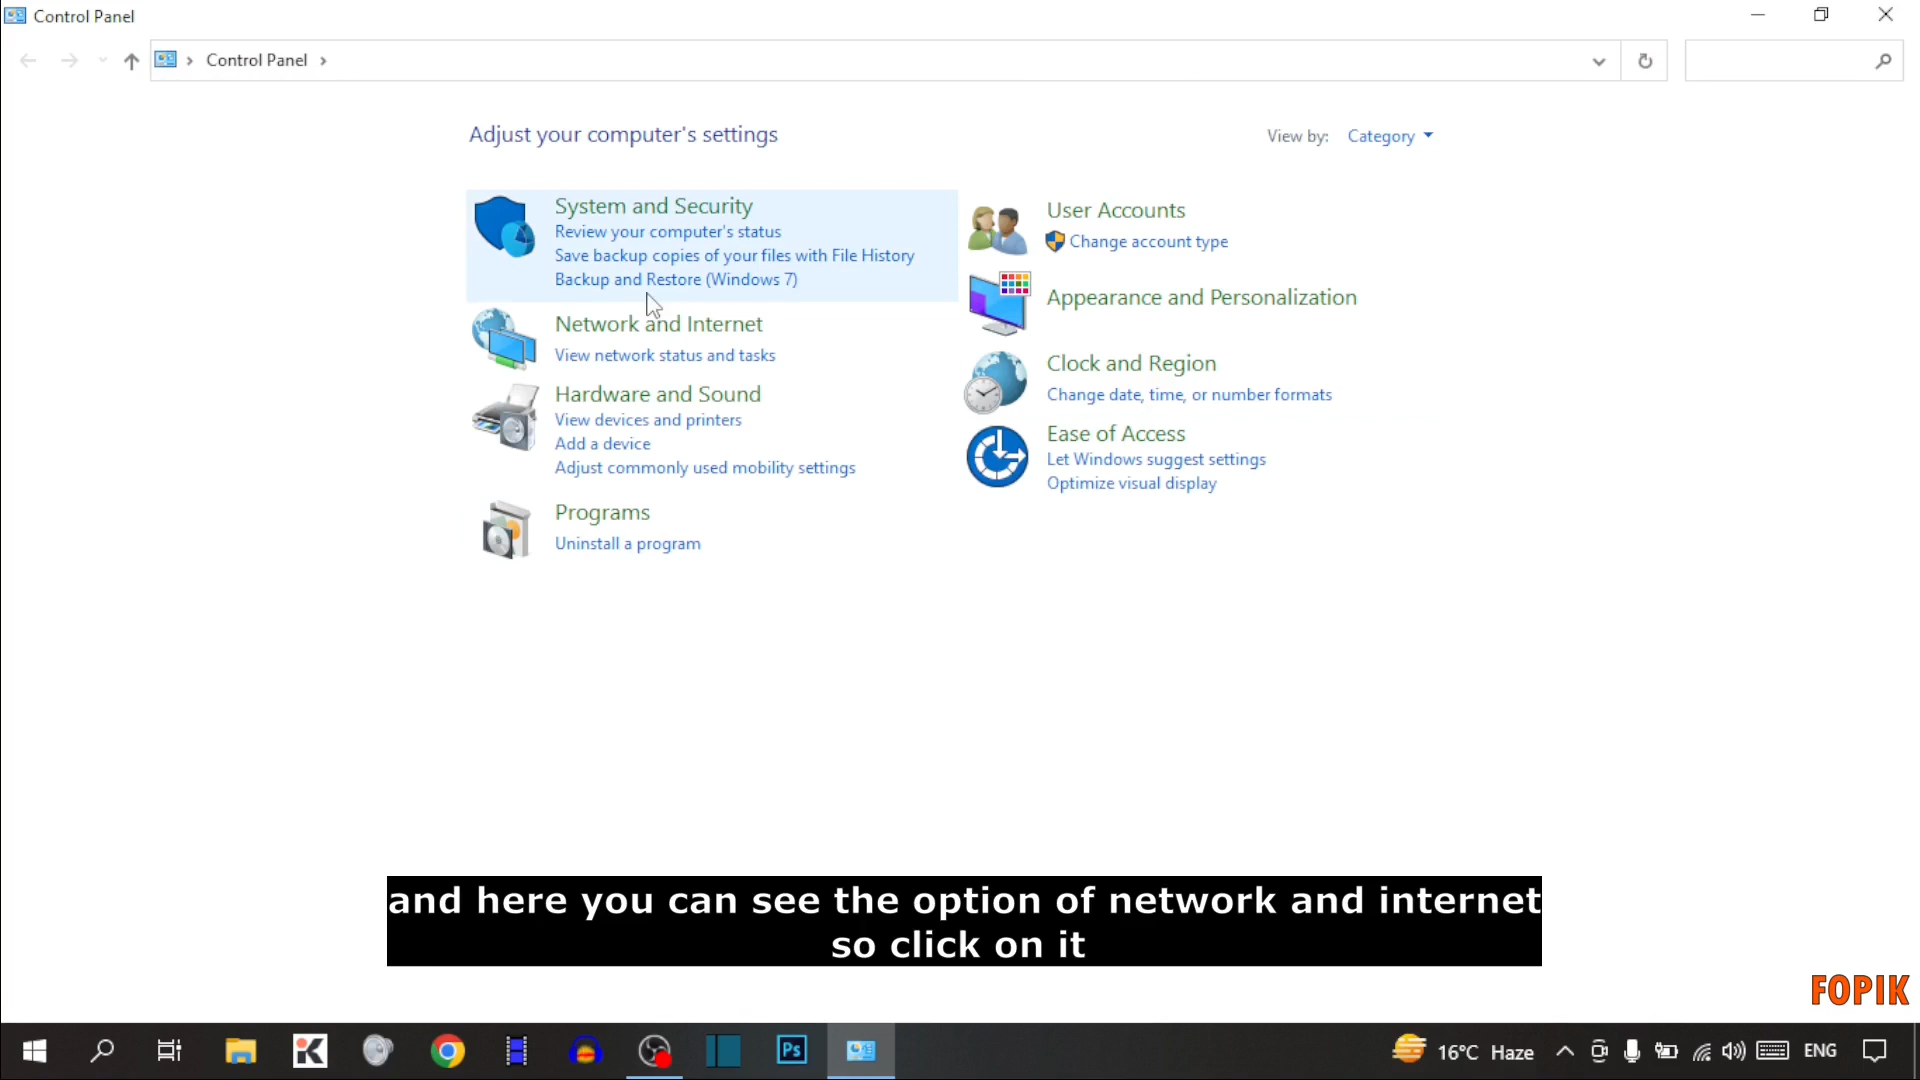 Control Panel
Control Panel
Adjust your computer's settings
View by: Category
System and Security
Review your computer's status
Save backup copies of your files with File History
Backup and Restore (Windows 7)
Network and Internet
View network status and tasks
Hardware and Sound
View devices and printers
Add a device
Adjust commonly used mobility settings
Programs
Uninstall a program
User Accounts
Change account type
Appearance and Personalization
Clock and Region
Change date, time, or number formats
Ease of Access
Let Windows suggest settings
Optimize visual display
and here you can see the option of network and internet
so click on it
FOPIK
K
Ps
16°C Haze
ENG